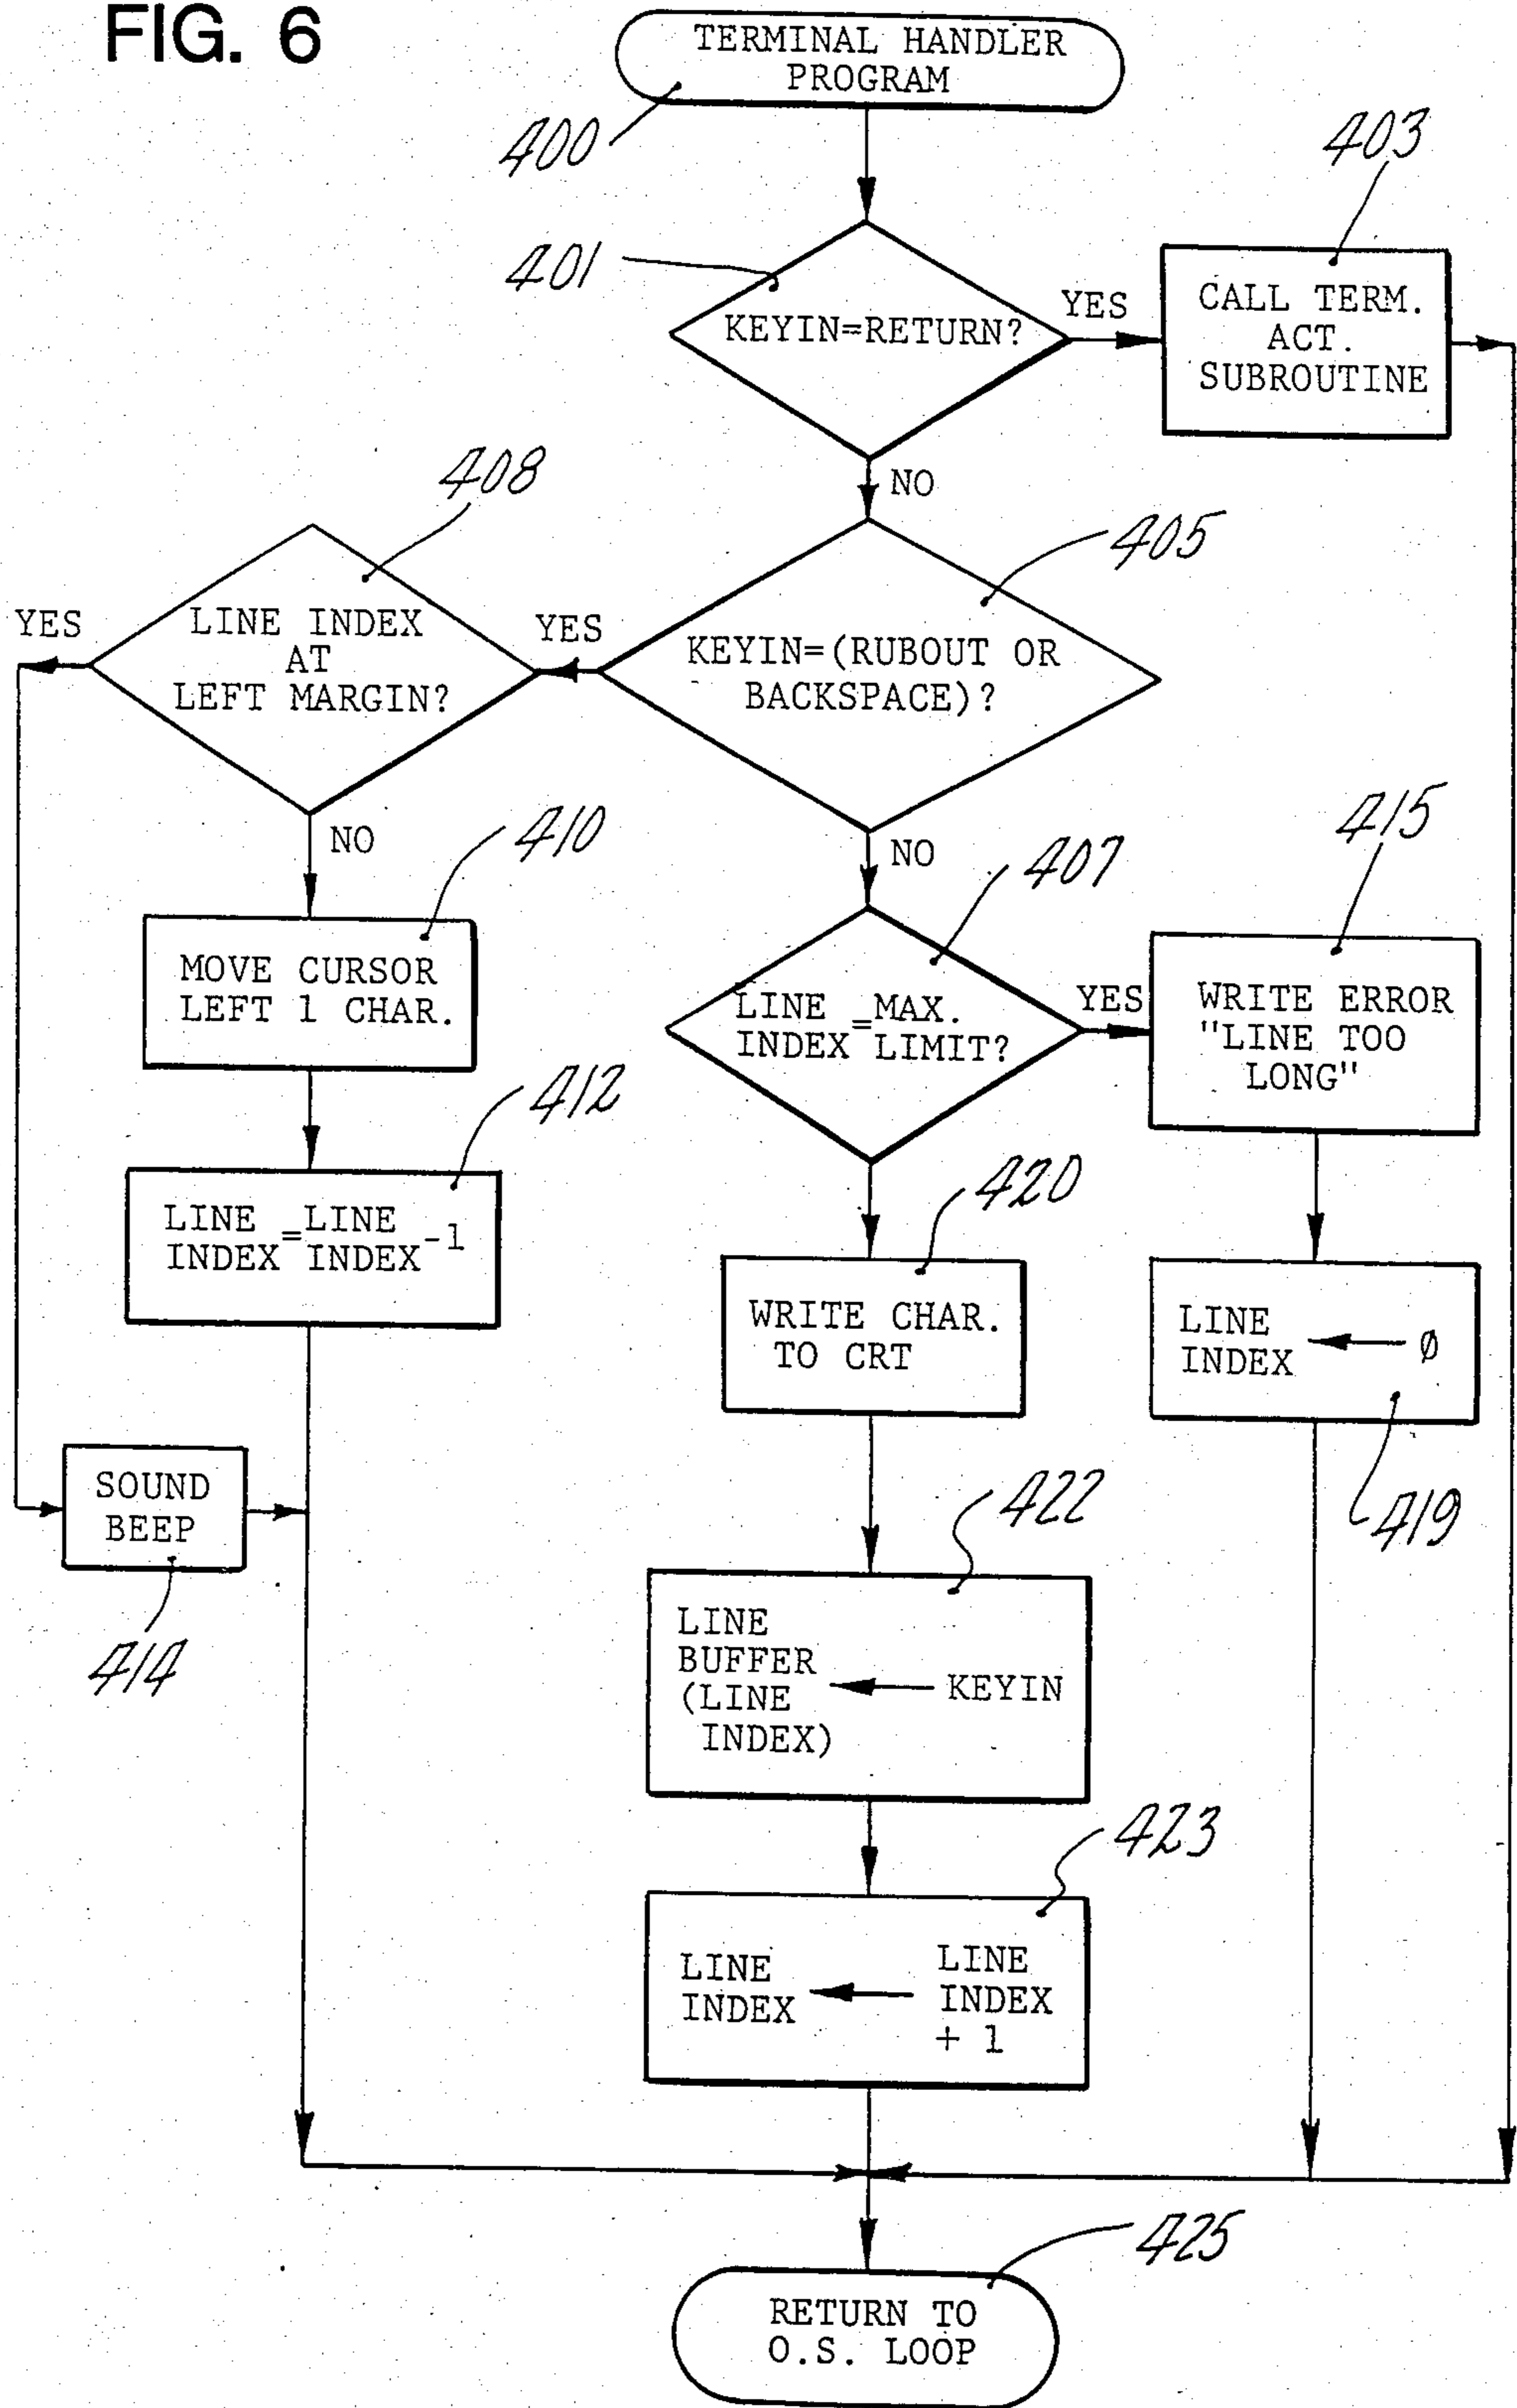 FIG. 6
TERMINAL HANDLER
PROGRAM
400
403
401
KEYIN=RETURN?
YES
CALL TERM.
ACT.
SUBROUTINE
NO
408
405
YES
LINE INDEX
AT
LEFT MARGIN?
YES
KEYIN=(RUBOUT OR
BACKSPACE)?
NO
410
NO
407
415
MOVE CURSOR
LEFT 1 CHAR.
LINE = MAX.
INDEX LIMIT?
YES
WRITE ERROR
"LINE TOO
LONG"
412
LINE = LINE -1
INDEX INDEX
420
WRITE CHAR.
TO CRT
LINE
INDEX ← ∅
419
SOUND
BEEP
414
422
LINE
BUFFER
(LINE
INDEX) ← KEYIN
423
LINE
INDEX ← LINE
INDEX
+ 1
425
RETURN TO
O.S. LOOP